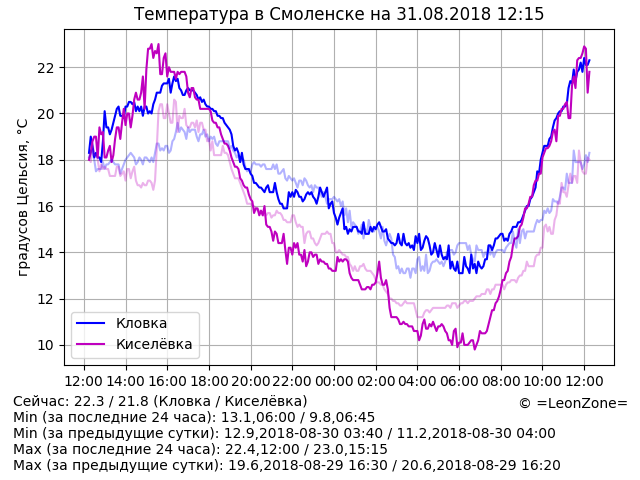 Температура в Смоленске на 31.08.2018 12:15
градусов Цельсия, °C
22
20
18
16
14
12
10
Кловка
Киселёвка
12:00 14:00 16:00 18:00 20:00 22:00 00:00 02:00 04:00 06:00 08:00 10:00 12:00
Сейчас: 22.3 / 21.8 (Кловка / Киселёвка)
© =LeonZone=
Min (за последние 24 часа): 13.1,06:00 / 9.8,06:45
Min (за предыдущие сутки): 12.9,2018-08-30 03:40 / 11.2,2018-08-30 04:00
Max (за последние 24 часа): 22.4,12:00 / 23.0,15:15
Max (за предыдущие сутки): 19.6,2018-08-29 16:30 / 20.6,2018-08-29 16:20